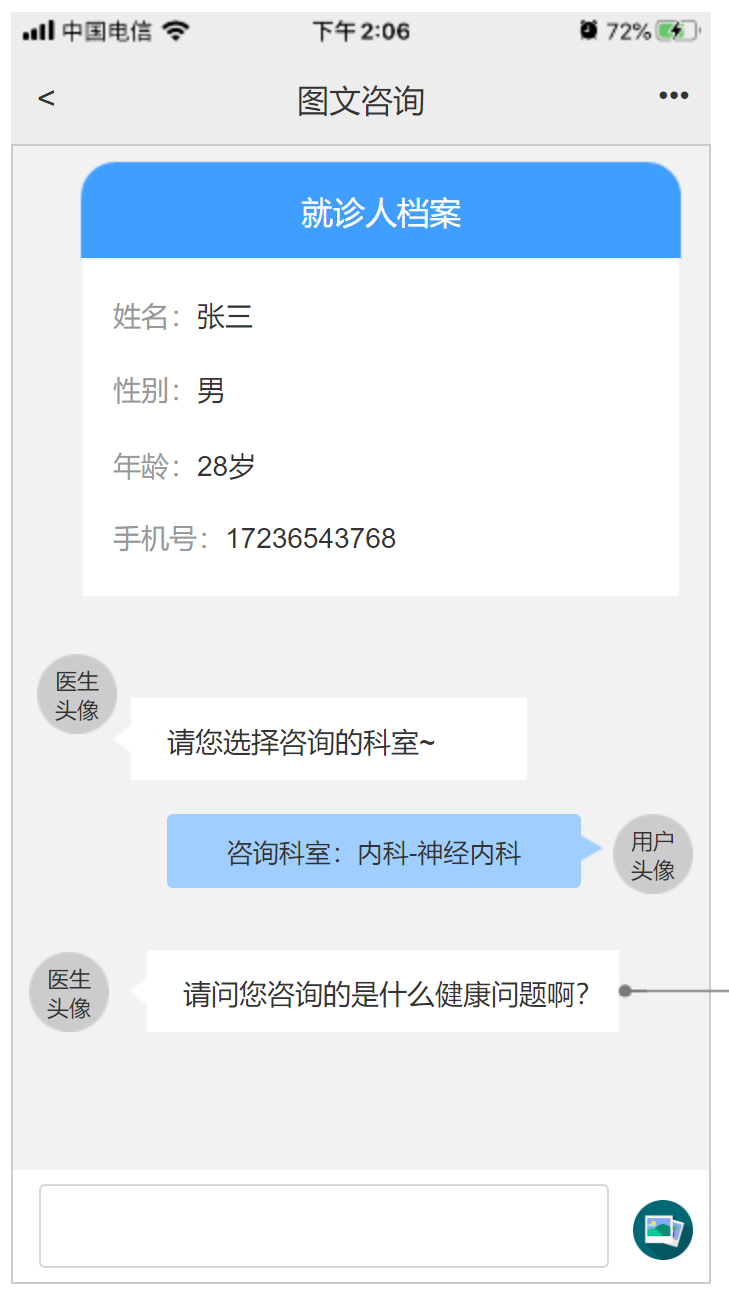 中国电信
下午2:06
72%
<
图文咨询
•••
就诊人档案
姓名：张三
性别：男
年龄：28岁
手机号：17236543768
医生
头像
请您选择咨询的科室~
咨询科室：内科-神经内科
用户
头像
医生
头像
请问您咨询的是什么健康问题啊？